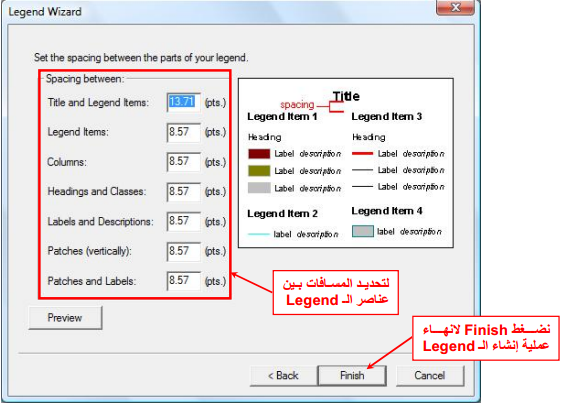 Legend Wizard
Set the spacing between the parts of your legend.
Spacing between:
Title and Legend Items: 13.71 (pts.)
Legend Items: 8.57 (pts.)
Columns: 8.57 (pts.)
Headings and Classes: 8.57 (pts.)
Labels and Descriptions: 8.57 (pts.)
Patches (vertically): 8.57 (pts.)
Patches and Labels: 8.57 (pts.)
Title
spacing
Legend Item 1 Legend Item 3
Heading Heading
Label description Label description
Label description Label description
Label description Label description
Legend Item 2 Legend Item 4
label description label description
لتحديد المسافات بين
عناصر الـ Legend
Preview
نضغط Finish لانهاء
عملية إنشاء الـ Legend
< Back Finish Cancel